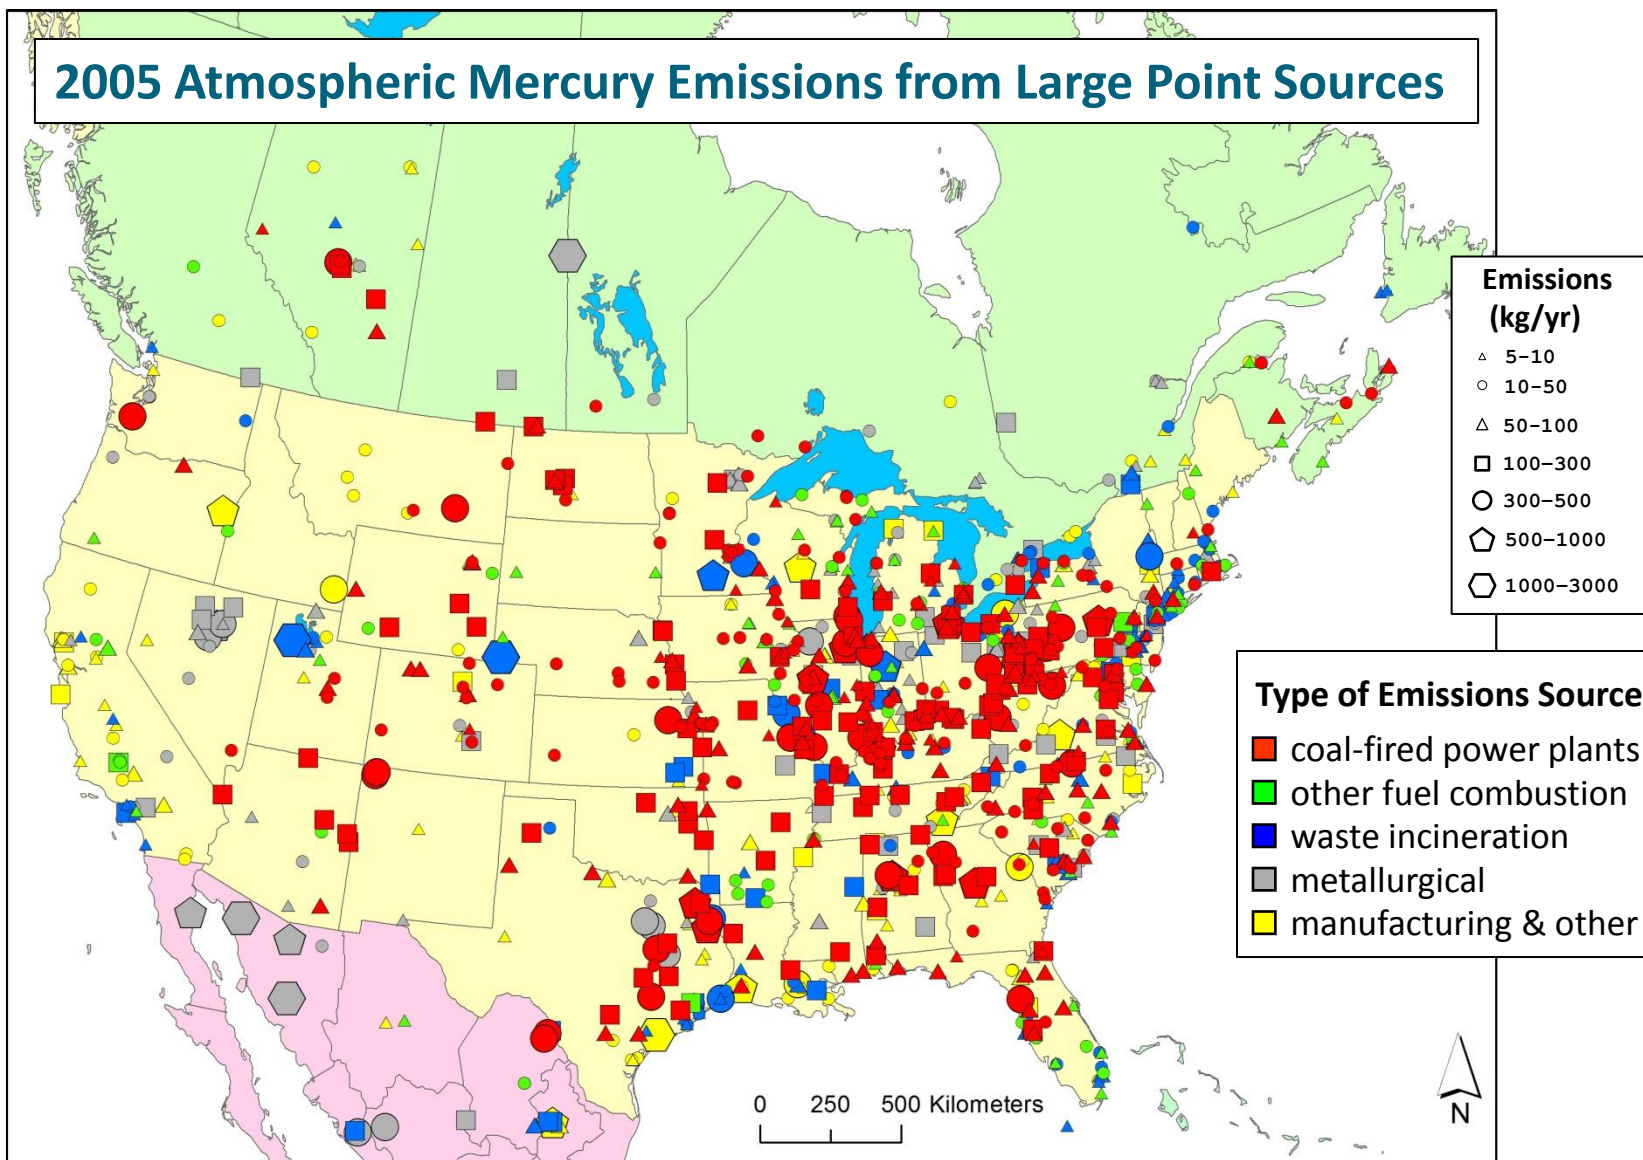 2005 Atmospheric Mercury Emissions from Large Point Sources
Emissions
(kg/yr)
5-10
10-50
50-100
100–300
300–500
500-1000
1000-3000
Type of Emissions Source
coal-fired power plants
other fuel combustion
waste incineration
metallurgical
manufacturing & other
0 250 500 Kilometers
N